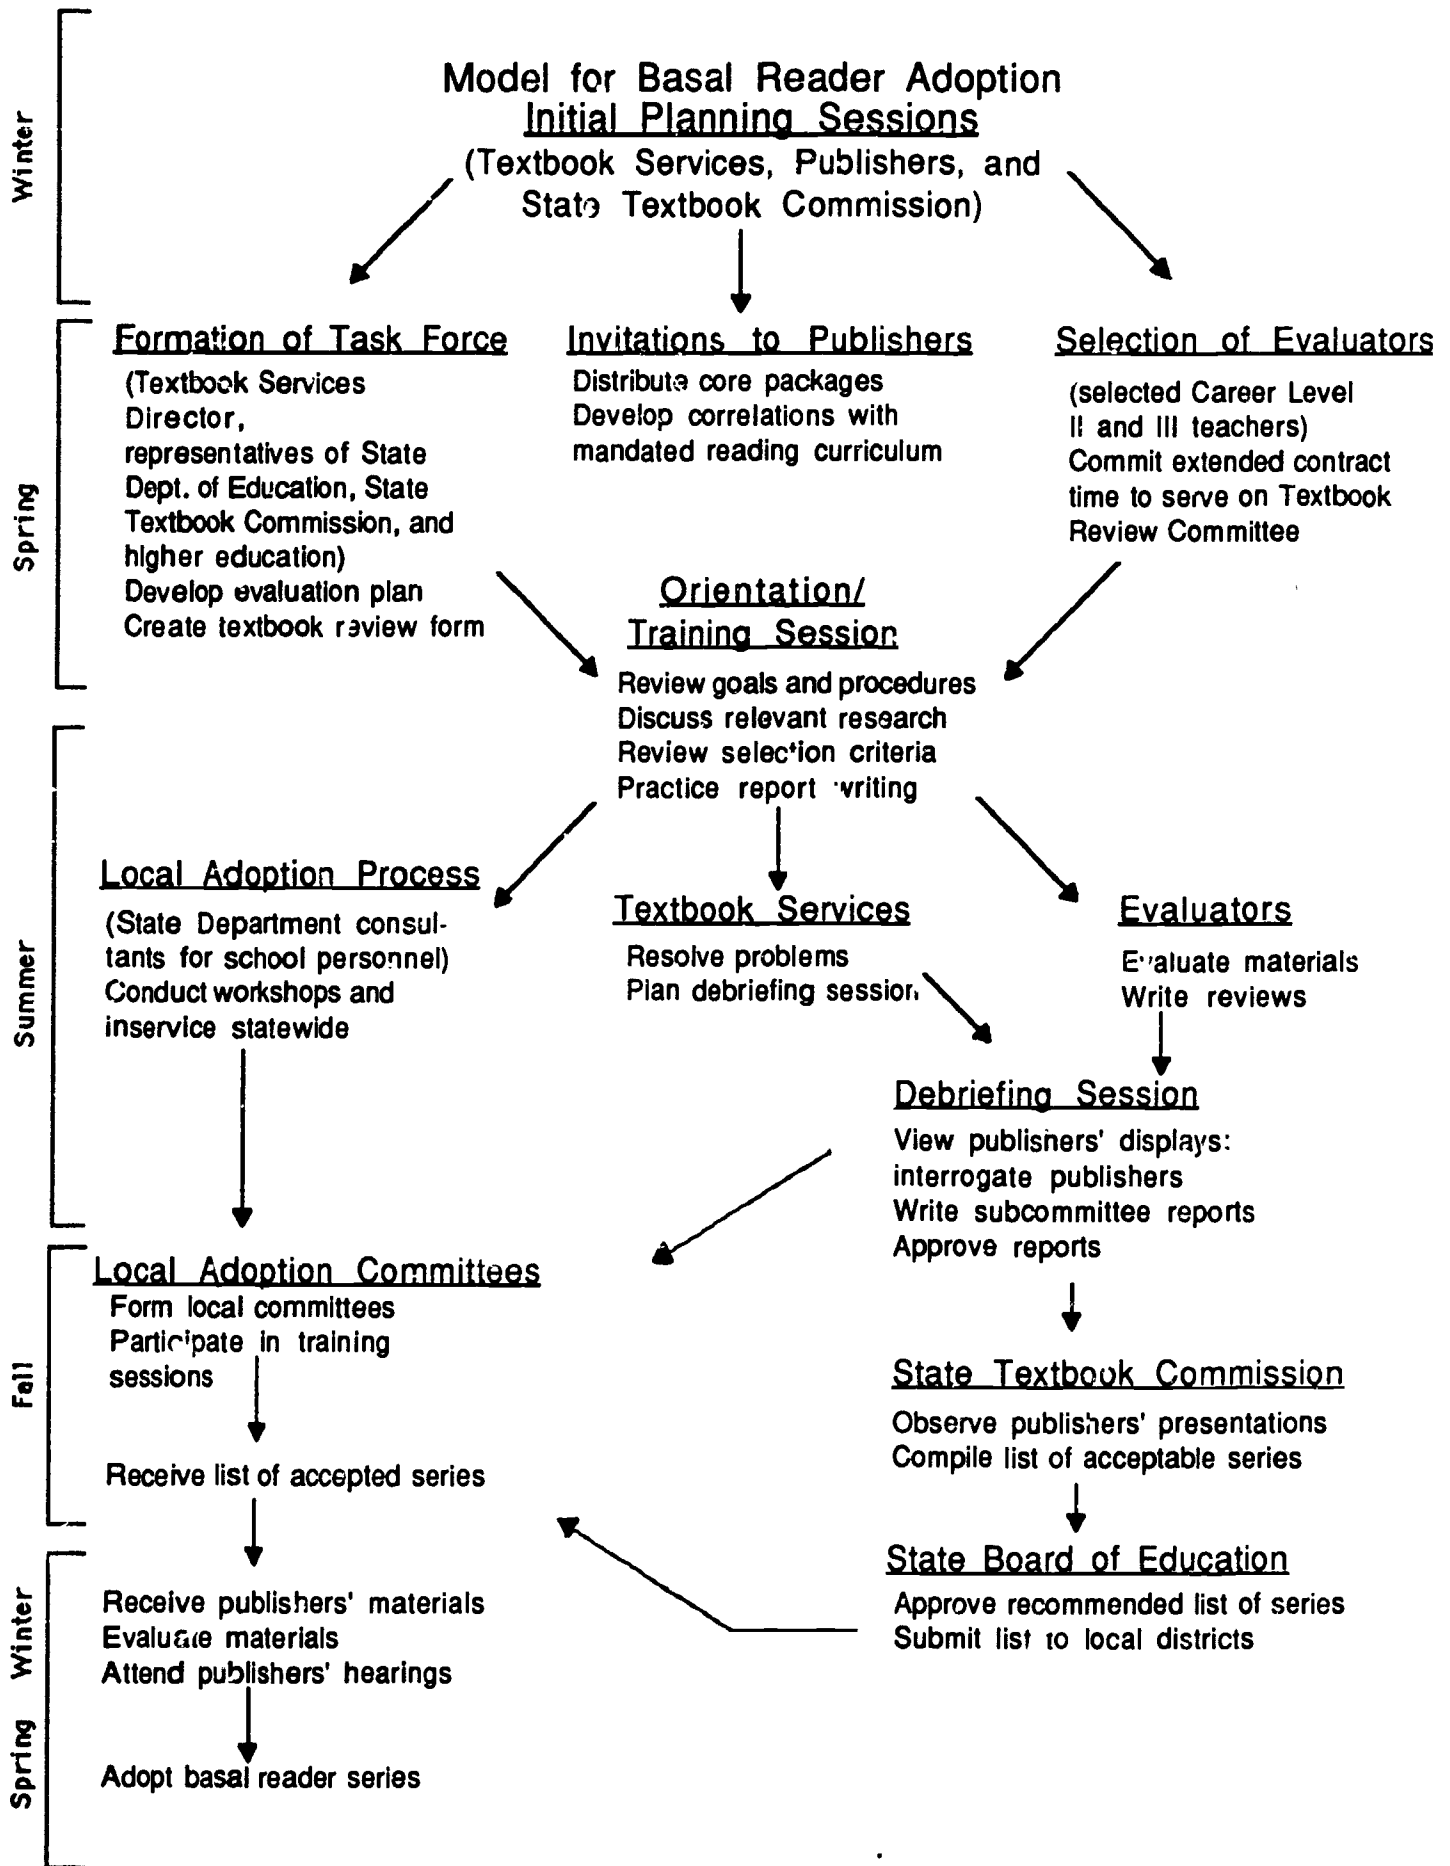 Winter
Model for Basal Reader Adoption
Initial Planning Sessions
(Textbook Services, Publishers, and
State Textbook Commission)
Spring
Formation of Task Force
(Textbook Services
Director,
representatives of State
Dept. of Education, State
Textbook Commission, and
higher education)
Develop evaluation plan
Create textbook review form
Invitations to Publishers
Distribute core packages
Develop correlations with
mandated reading curriculum
Selection of Evaluators
(selected Career Level
II and III teachers)
Commit extended contract
time to serve on Textbook
Review Committee
Orientation/
Training Session
Review goals and procedures
Discuss relevant research
Review selection criteria
Practice report writing
Summer
Local Adoption Process
(State Department consul-
tants for school personnel)
Conduct workshops and
inservice statewide
Textbook Services
Resolve problems
Plan debriefing session
Evaluators
Evaluate materials
Write reviews
Debriefing Session
View publishers' displays:
interrogate publishers
Write subcommittee reports
Approve reports
Fall
Local Adoption Committees
Form local committees
Participate in training
sessions
Receive list of accepted series
State Textbook Commission
Observe publishers' presentations
Compile list of acceptable series
State Board of Education
Approve recommended list of series
Submit list to local districts
Winter
Receive publishers' materials
Evaluate materials
Attend publishers' hearings
Spring
Adopt basal reader series